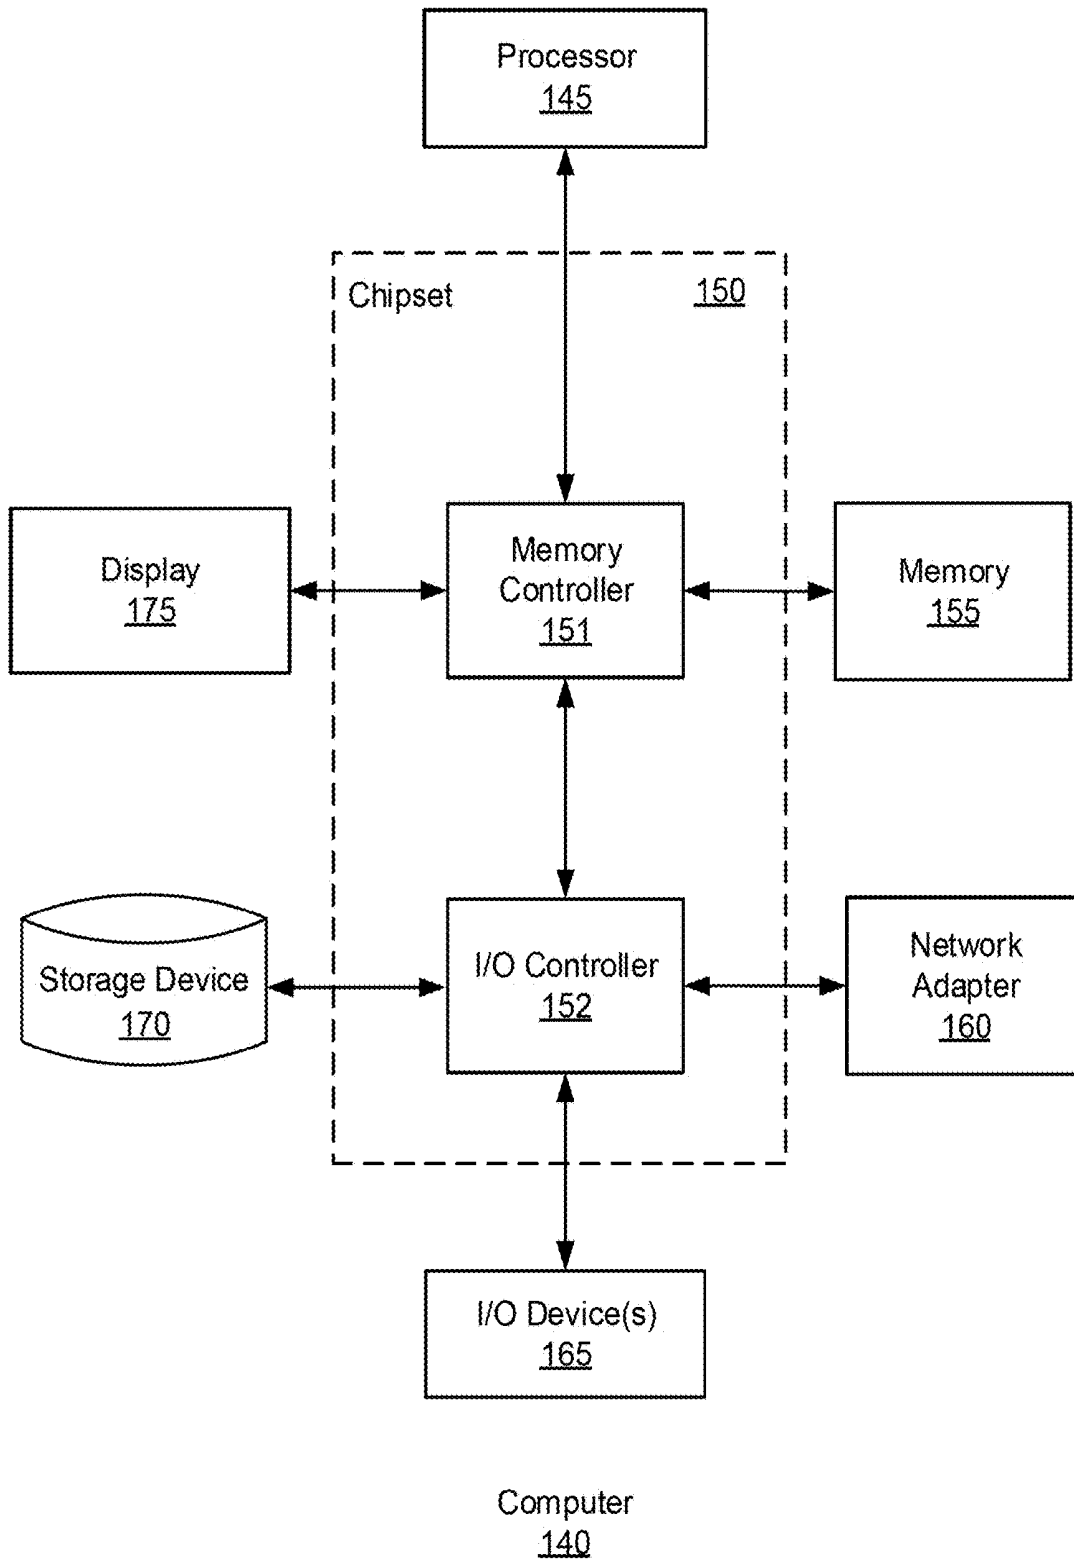 Processor
145
Chipset
150
Display
175
Memory
Controller
151
Memory
155
Storage Device
170
I/O Controller
152
Network
Adapter
160
I/O Device(s)
165
Computer
140